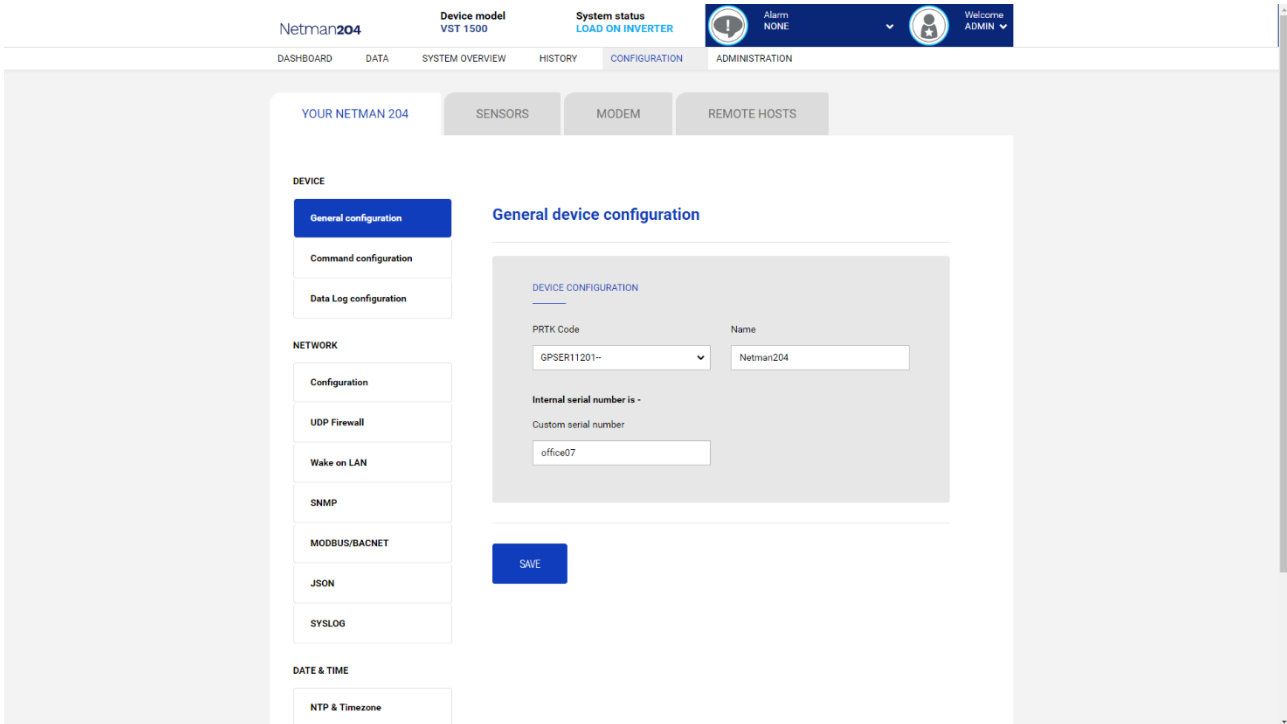 Netman204
Device model
VST 1500
System status
LOAD ON INVERTER
Alarm
NONE
Welcome
ADMIN
DASHBOARD DATA SYSTEM OVERVIEW HISTORY CONFIGURATION ADMINISTRATION
YOUR NETMAN 204 SENSORS MODEM REMOTE HOSTS
DEVICE
General configuration
Command configuration
Data Log configuration
NETWORK
Configuration
UDP Firewall
Wake on LAN
SNMP
MODBUS/BACNET
JSON
SYSLOG
DATE & TIME
NTP & Timezone
General device configuration
DEVICE CONFIGURATION
PRTK Code Name
GPSER11201-- Netman204
Internal serial number is -
Custom serial number
office07
SAVE